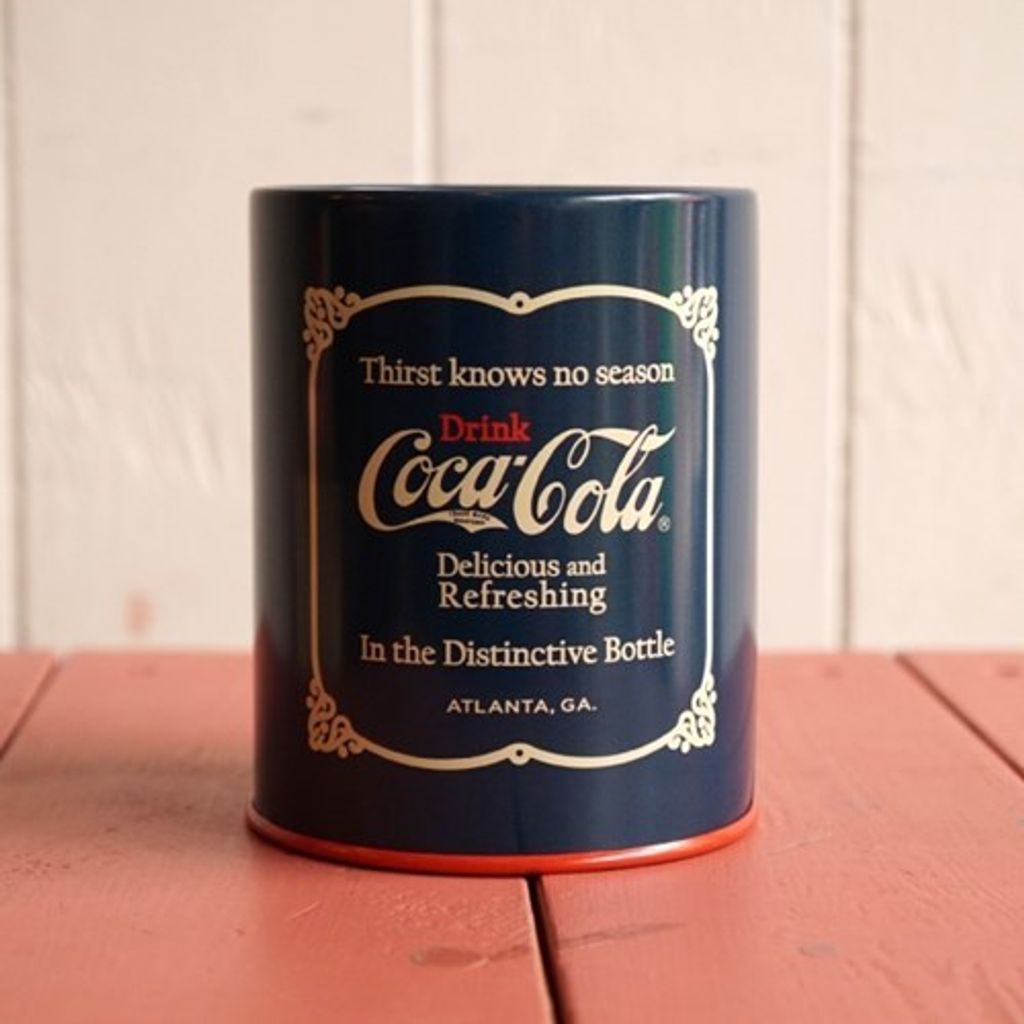 Thirst knows no season
Drink
Coca-Cola®
Delicious and
Refreshing
In the Distinctive Bottle
ATLANTA, GA.